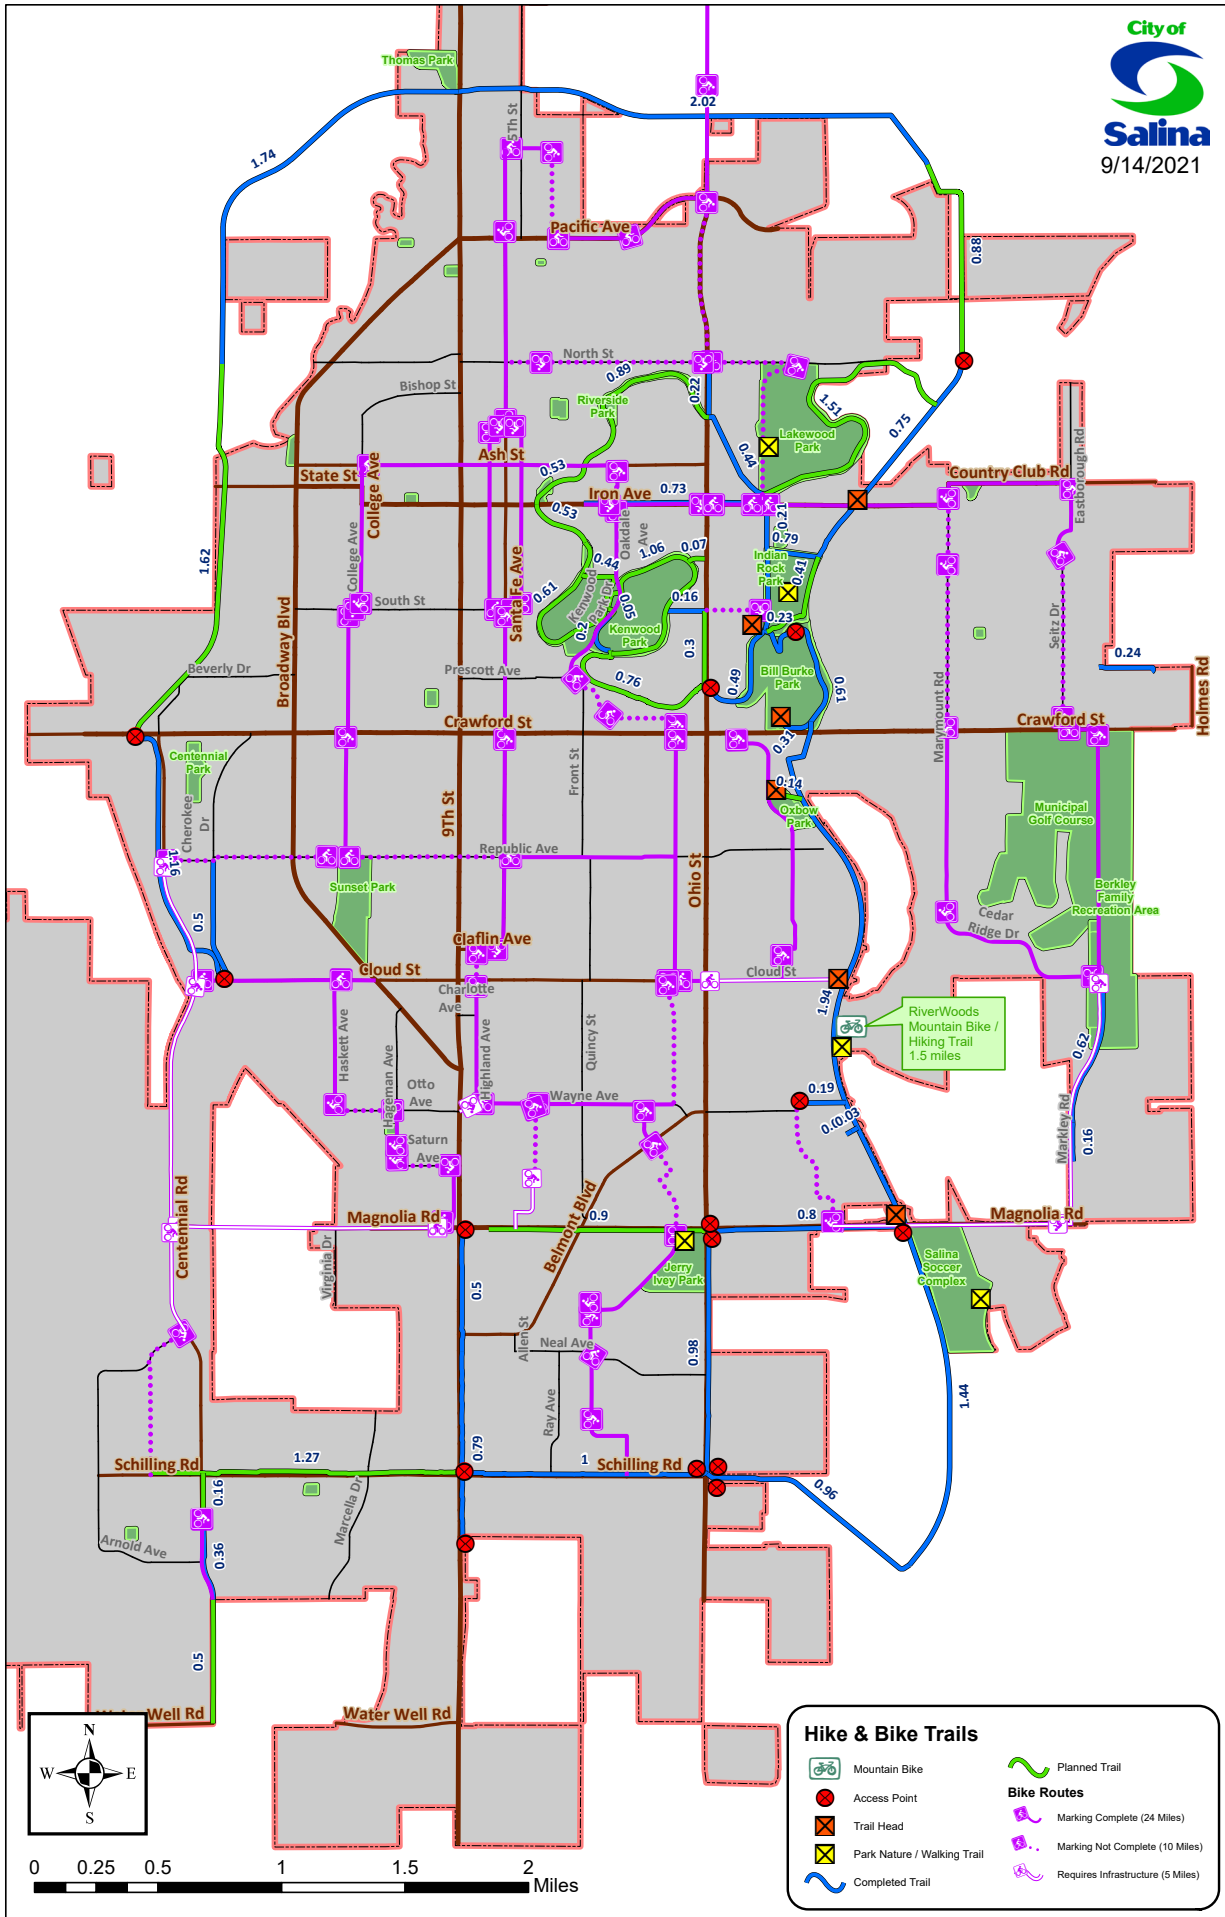 City of
Salina
9/14/2021
Thomas Park
2.02
5Th St
1.74
Pacific Ave
0.88
North St
0.89
0.22
Bishop St
Riverside
Park
1.51
0.75
Lakewood
Park
0.44
Eastborough Rd
Ash St
State St
College Ave
0.53
Country Club Rd
Iron Ave
0.73
0.53
0.21
Oakdale
Ave
0.79
1.06
0.07
College Ave
1.62
0.44
Indian
Rock
Park
0.41
Santa Fe Ave
0.61
Kenwood
Park Dr
0.05
0.16
South St
0.2
Kenwood
Park
0.23
Seitz Dr
Broadway Blvd
0.3
0.24
Beverly Dr
Prescott Ave
0.76
0.49
Bill Burke
Park
0.61
Holmes Rd
Marymount Rd
Crawford St
Crawford St
0.31
Centennial
Park
Front St
0.14
Oxbow
Park
Municipal
Golf Course
Cherokee
Dr
9Th St
Republic Ave
1.16
Ohio St
Sunset Park
Berkley
Family
Recreation Area
0.5
Cedar
Ridge Dr
Claflin Ave
Cloud St
Cloud St
Charlotte
Ave
1.94
RiverWoods
Mountain Bike /
Hiking Trail
1.5 miles
Haskett Ave
Hageman Ave
Highland Ave
Quincy St
0.62
Otto
Ave
Wayne Ave
0.19
0.03
Markley Rd
0.16
Saturn
Ave
Centennial Rd
Belmont Blvd
Magnolia Rd
0.9
0.8
Magnolia Rd
Virginia Dr
Jerry
Ivey Park
Salina
Soccer
Complex
0.5
Allen St
Neal Ave
0.98
Ray Ave
1.44
Schilling Rd
1.27
0.79
1
Schilling Rd
0.16
0.96
Marcella Dr
Arnold Ave
0.36
0.5
Well Rd
Water Well Rd
N
W E
S
0 0.25 0.5 1 1.5 2
Miles
Hike & Bike Trails
Mountain Bike
Access Point
Trail Head
Park Nature / Walking Trail
Completed Trail
Planned Trail
Bike Routes
Marking Complete (24 Miles)
Marking Not Complete (10 Miles)
Requires Infrastructure (5 Miles)